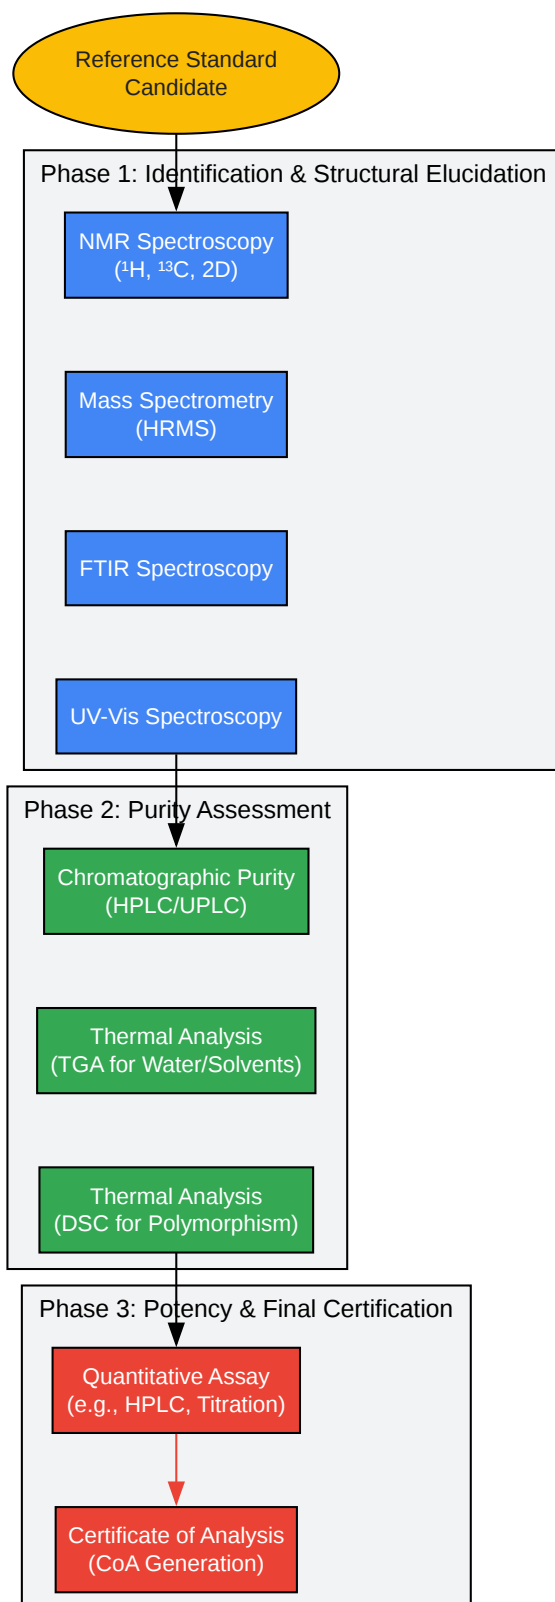 Reference Standard
Candidate
Phase 1: Identification & Structural Elucidation
NMR Spectroscopy
(¹H, ¹³C, 2D)
Mass Spectrometry
(HRMS)
FTIR Spectroscopy
UV-Vis Spectroscopy
Phase 2: Purity Assessment
Chromatographic Purity
(HPLC/UPLC)
Thermal Analysis
(TGA for Water/Solvents)
Thermal Analysis
(DSC for Polymorphism)
Phase 3: Potency & Final Certification
Quantitative Assay
(e.g., HPLC, Titration)
Certificate of Analysis
(CoA Generation)